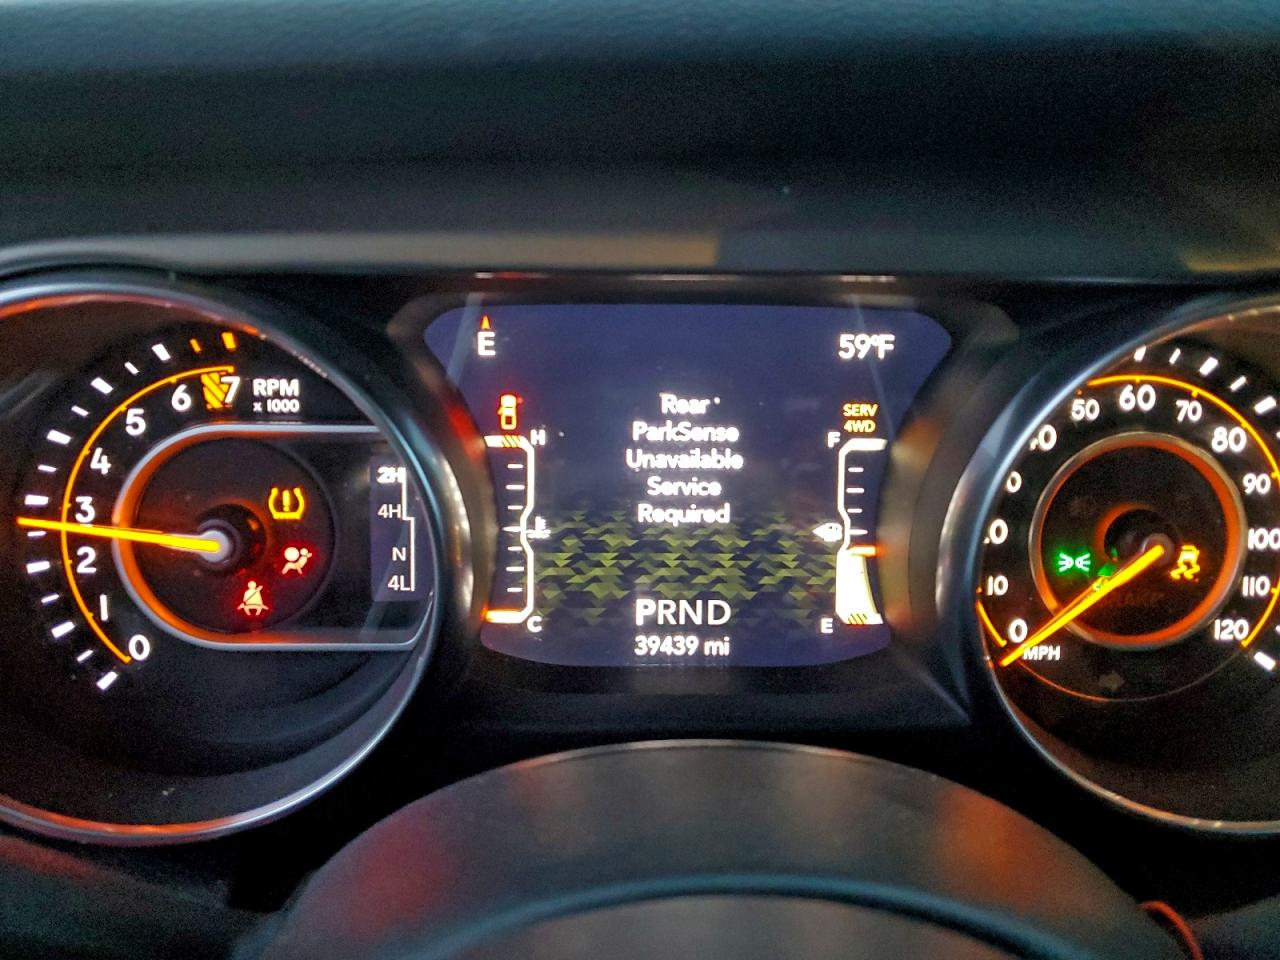 7
6
5
4
3
2
1
0
RPM
x 1000
2H
4H
N
4L
E
59°F
H
C
Rear
ParkSense
Unavailable
Service
Required
SERV
4WD
F
E
PRND
39439 mi
50
60
70
80
90
100
110
120
10
0
MPH